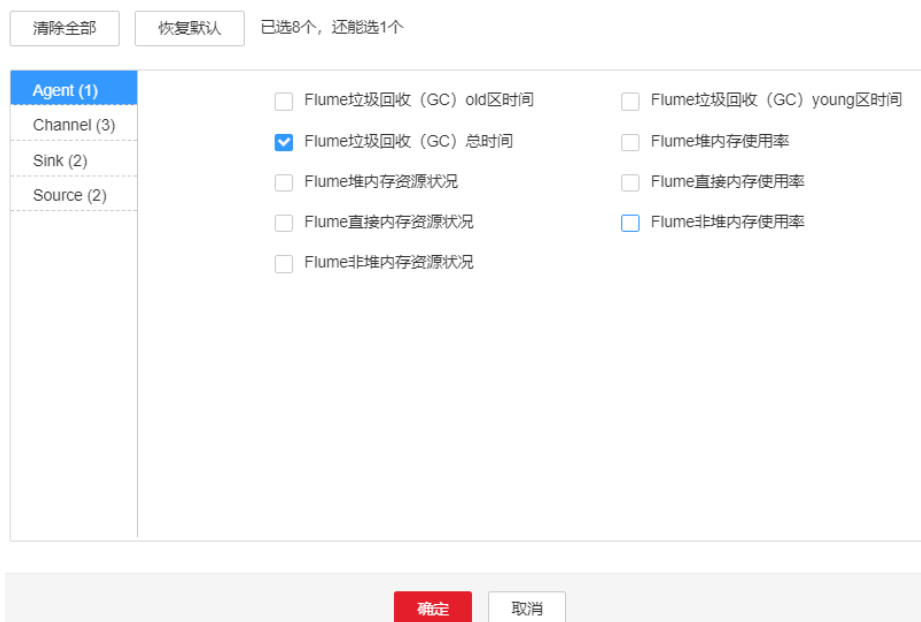 清除全部 恢复默认 已选8个，还能选1个
Agent (1)
Channel (3)
Sink (2)
Source (2)
Flume垃圾回收（GC）old区时间 Flume垃圾回收（GC）young区时间
Flume垃圾回收（GC）总时间 Flume堆内存使用率
Flume堆内存资源状况 Flume直接内存使用率
Flume直接内存资源状况 Flume非堆内存使用率
Flume非堆内存资源状况
确定 取消